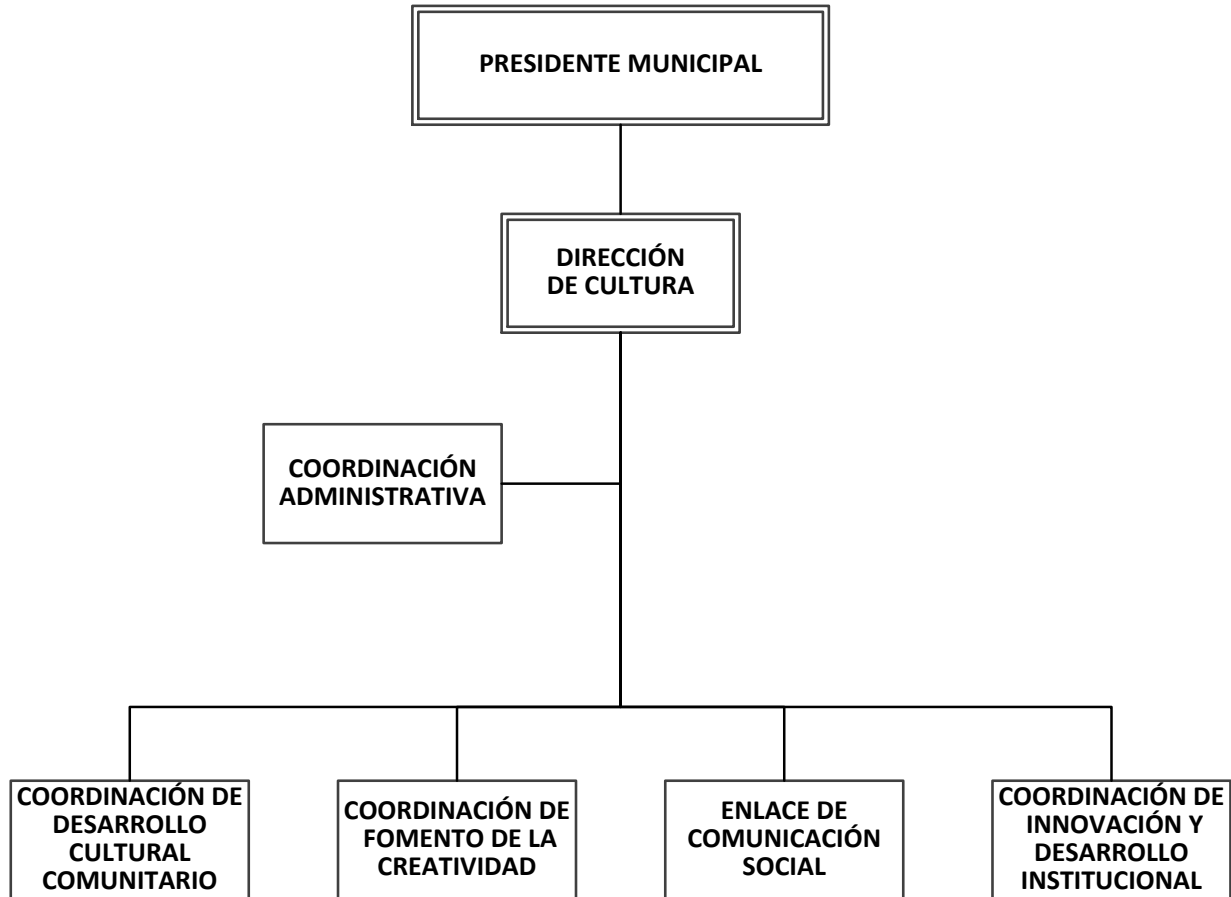 PRESIDENTE MUNICIPAL
DIRECCIÓN
DE CULTURA
COORDINACIÓN
ADMINISTRATIVA
COORDINACIÓN DE
DESARROLLO
CULTURAL
COMUNITARIO
COORDINACIÓN DE
FOMENTO DE LA
CREATIVIDAD
ENLACE DE
COMUNICACIÓN
SOCIAL
COORDINACIÓN DE
INNOVACIÓN Y
DESARROLLO
INSTITUCIONAL